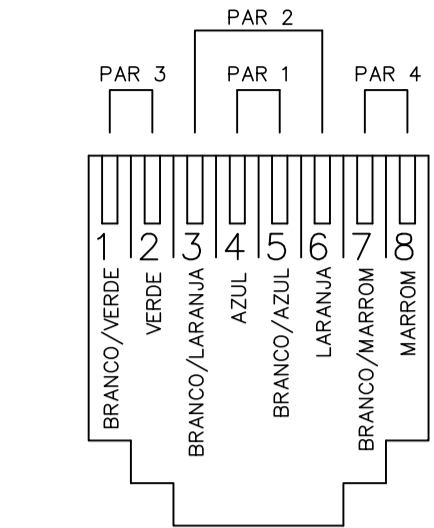 PAR 2
PAR 3 PAR 1 PAR 4
1 2 3 4 5 6 7 8
BRANCO/VERDE
VERDE
BRANCO/LARANJA
AZUL
BRANCO/AZUL
LARANJA
BRANCO/MARROM
MARROM